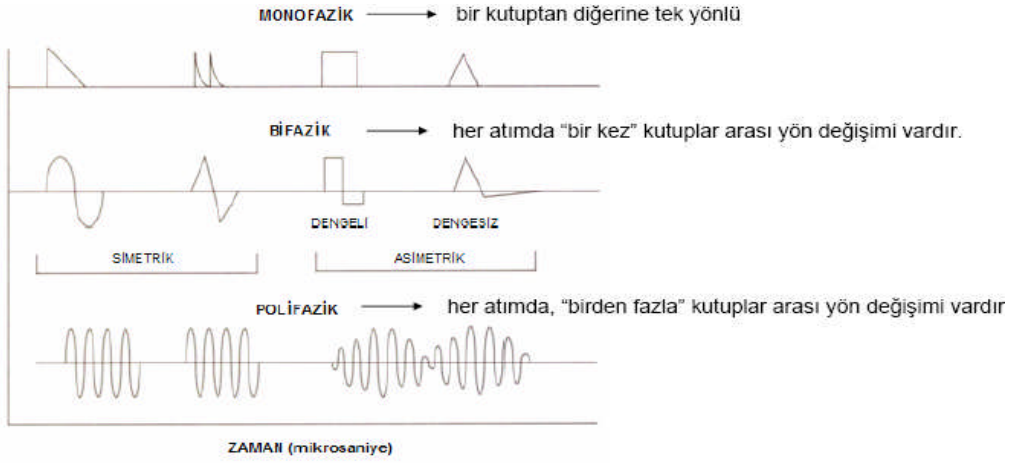 MONOFAZİK bir kutuptan diğerine tek yönlü
BİFAZİK her atımda “bir kez” kutuplar arası yön değişimi vardır.
DENGELİ DENGESİZ
SİMETRİK ASİMETRİK
POLİFAZİK her atımda, “birden fazla” kutuplar arası yön değişimi vardır
ZAMAN (mikrosaniye)